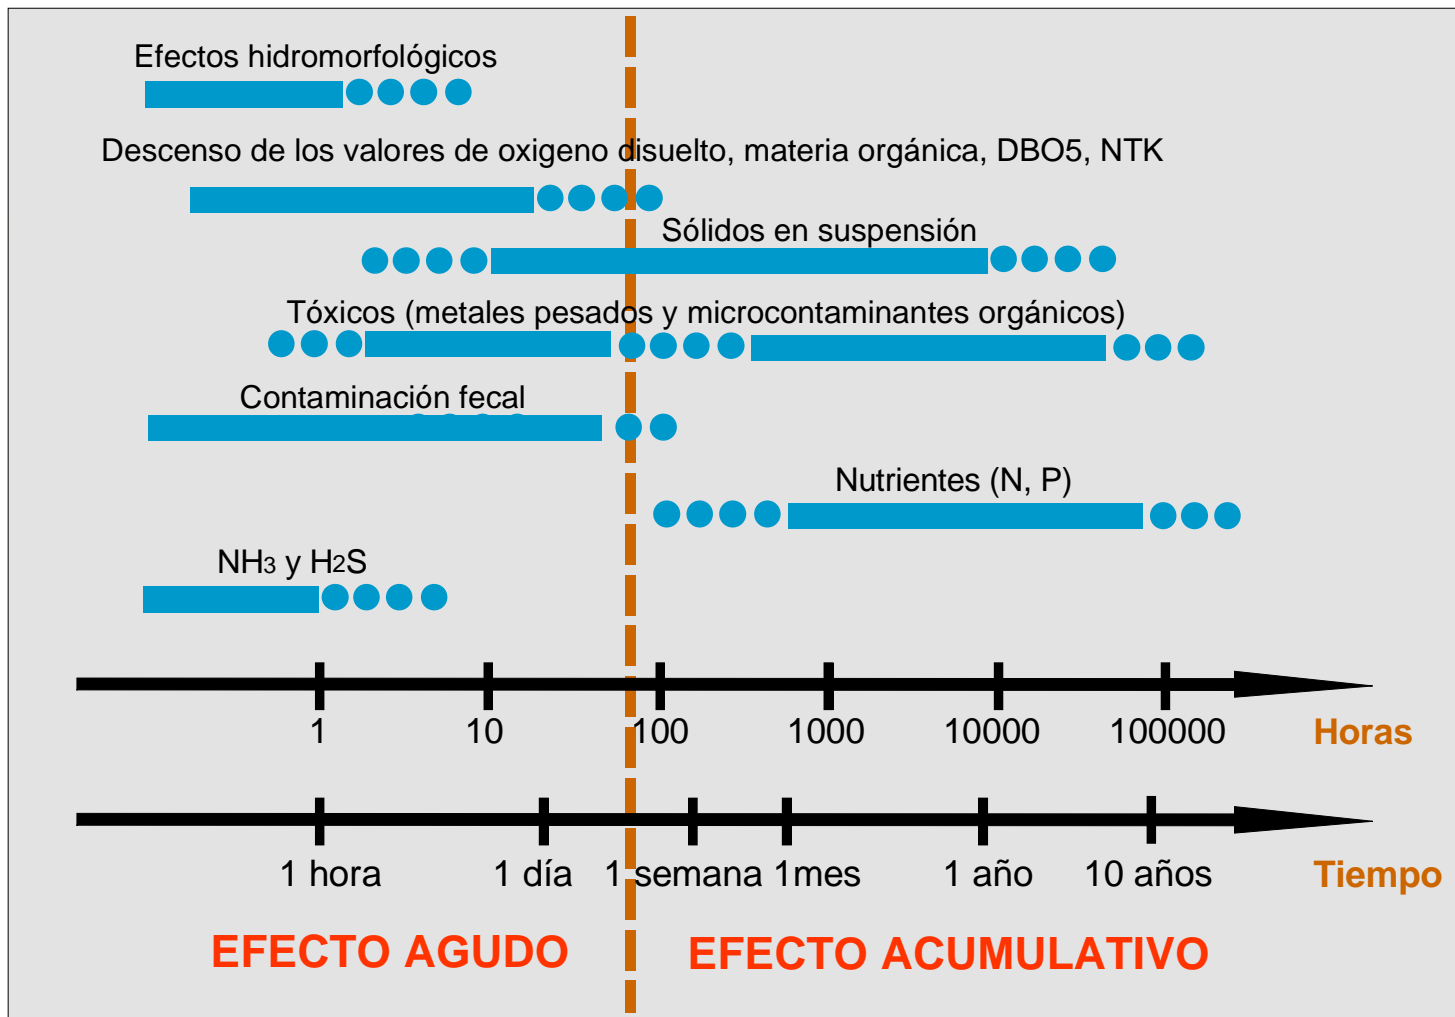 Efectos hidromorfológicos
Descenso de los valores de oxigeno disuelto, materia orgánica, DBO5, NTK
Sólidos en suspensión
Tóxicos (metales pesados y microcontaminantes orgánicos)
Contaminación fecal
Nutrientes (N, P)
NH3 y H2S
1 10 100 1000 10000 100000 Horas
1 hora 1 día 1 semana 1mes 1 año 10 años Tiempo
EFECTO AGUDO EFECTO ACUMULATIVO